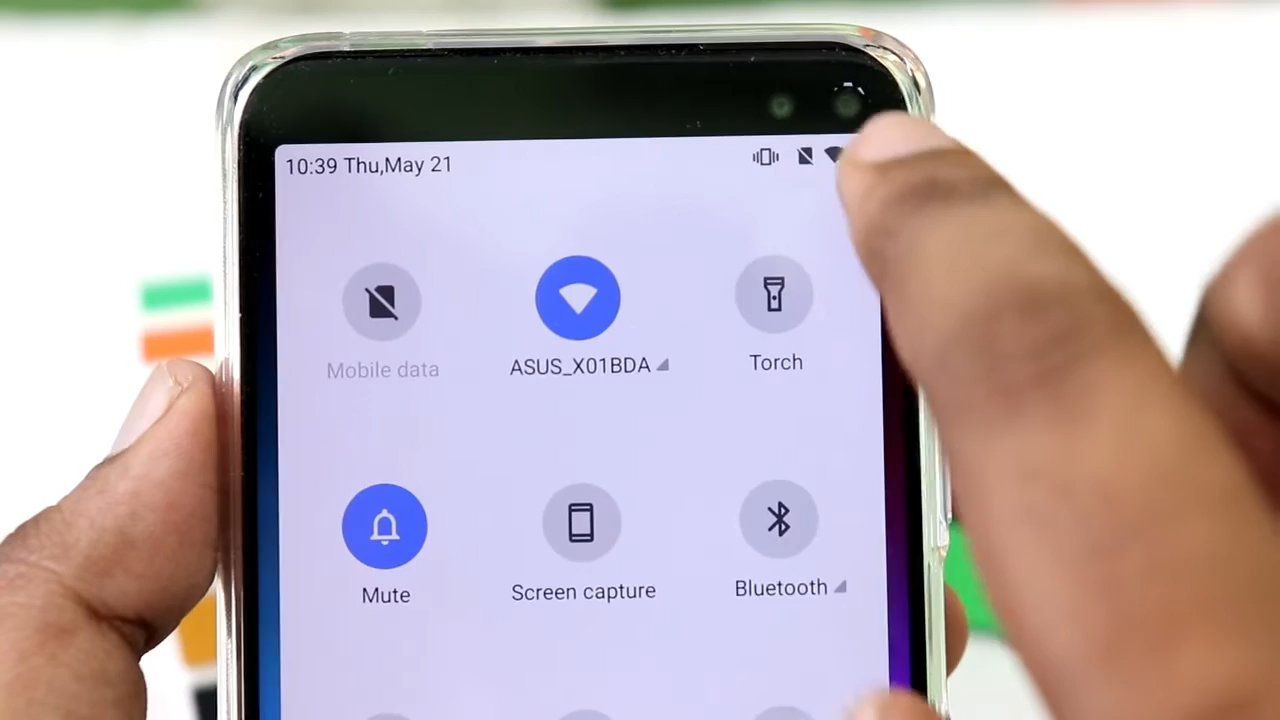 10:39 Thu,May 21
Mobile data
ASUS_X01BDA
Torch
Mute
Screen capture
Bluetooth